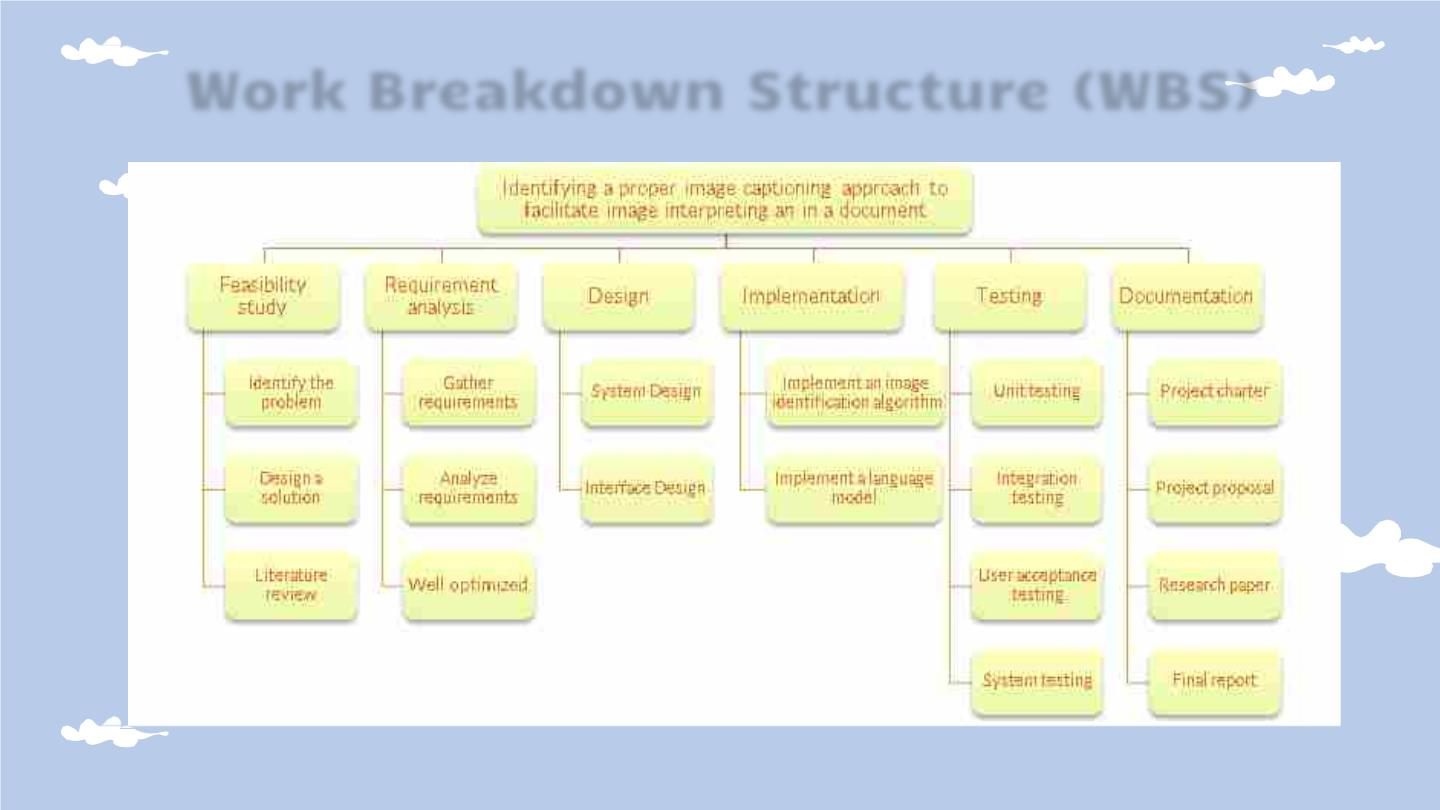 Work Breakdown Structure (WBS)
Identifying a proper image captioning approach to
facilitate image interpreting an in a document
Feasibility
study
Requirement
analysis
Design
Implementation
Testing
Documentation
Identify the
problem
Gather
requirements
System Design
Implement an image
identification algorithm
Unit testing
Project charter
Design a
solution
Analyze
requirements
Interface Design
Implement a language
model
Integration
testing
Project proposal
Literature
review
Well optimized
User acceptance
testing
Research paper
System testing
Final report